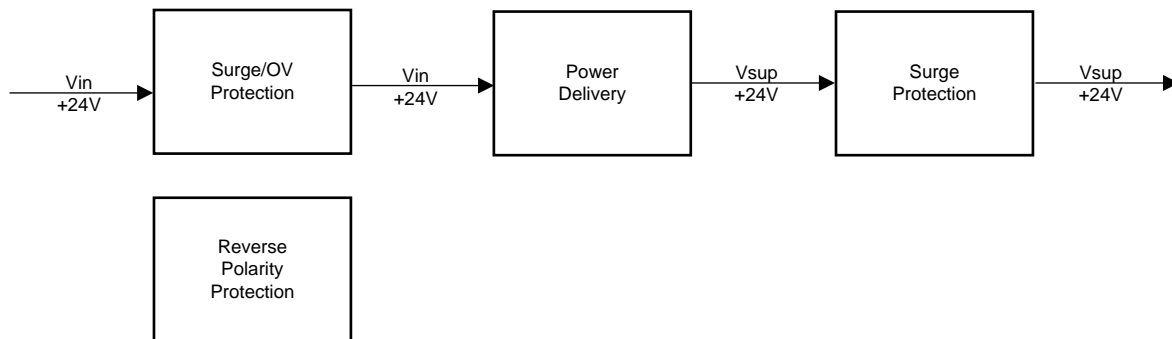 Vin
+24V
Surge/OV
Protection
Vin
+24V
Power
Delivery
Vsup
+24V
Surge
Protection
Vsup
+24V
Reverse
Polarity
Protection